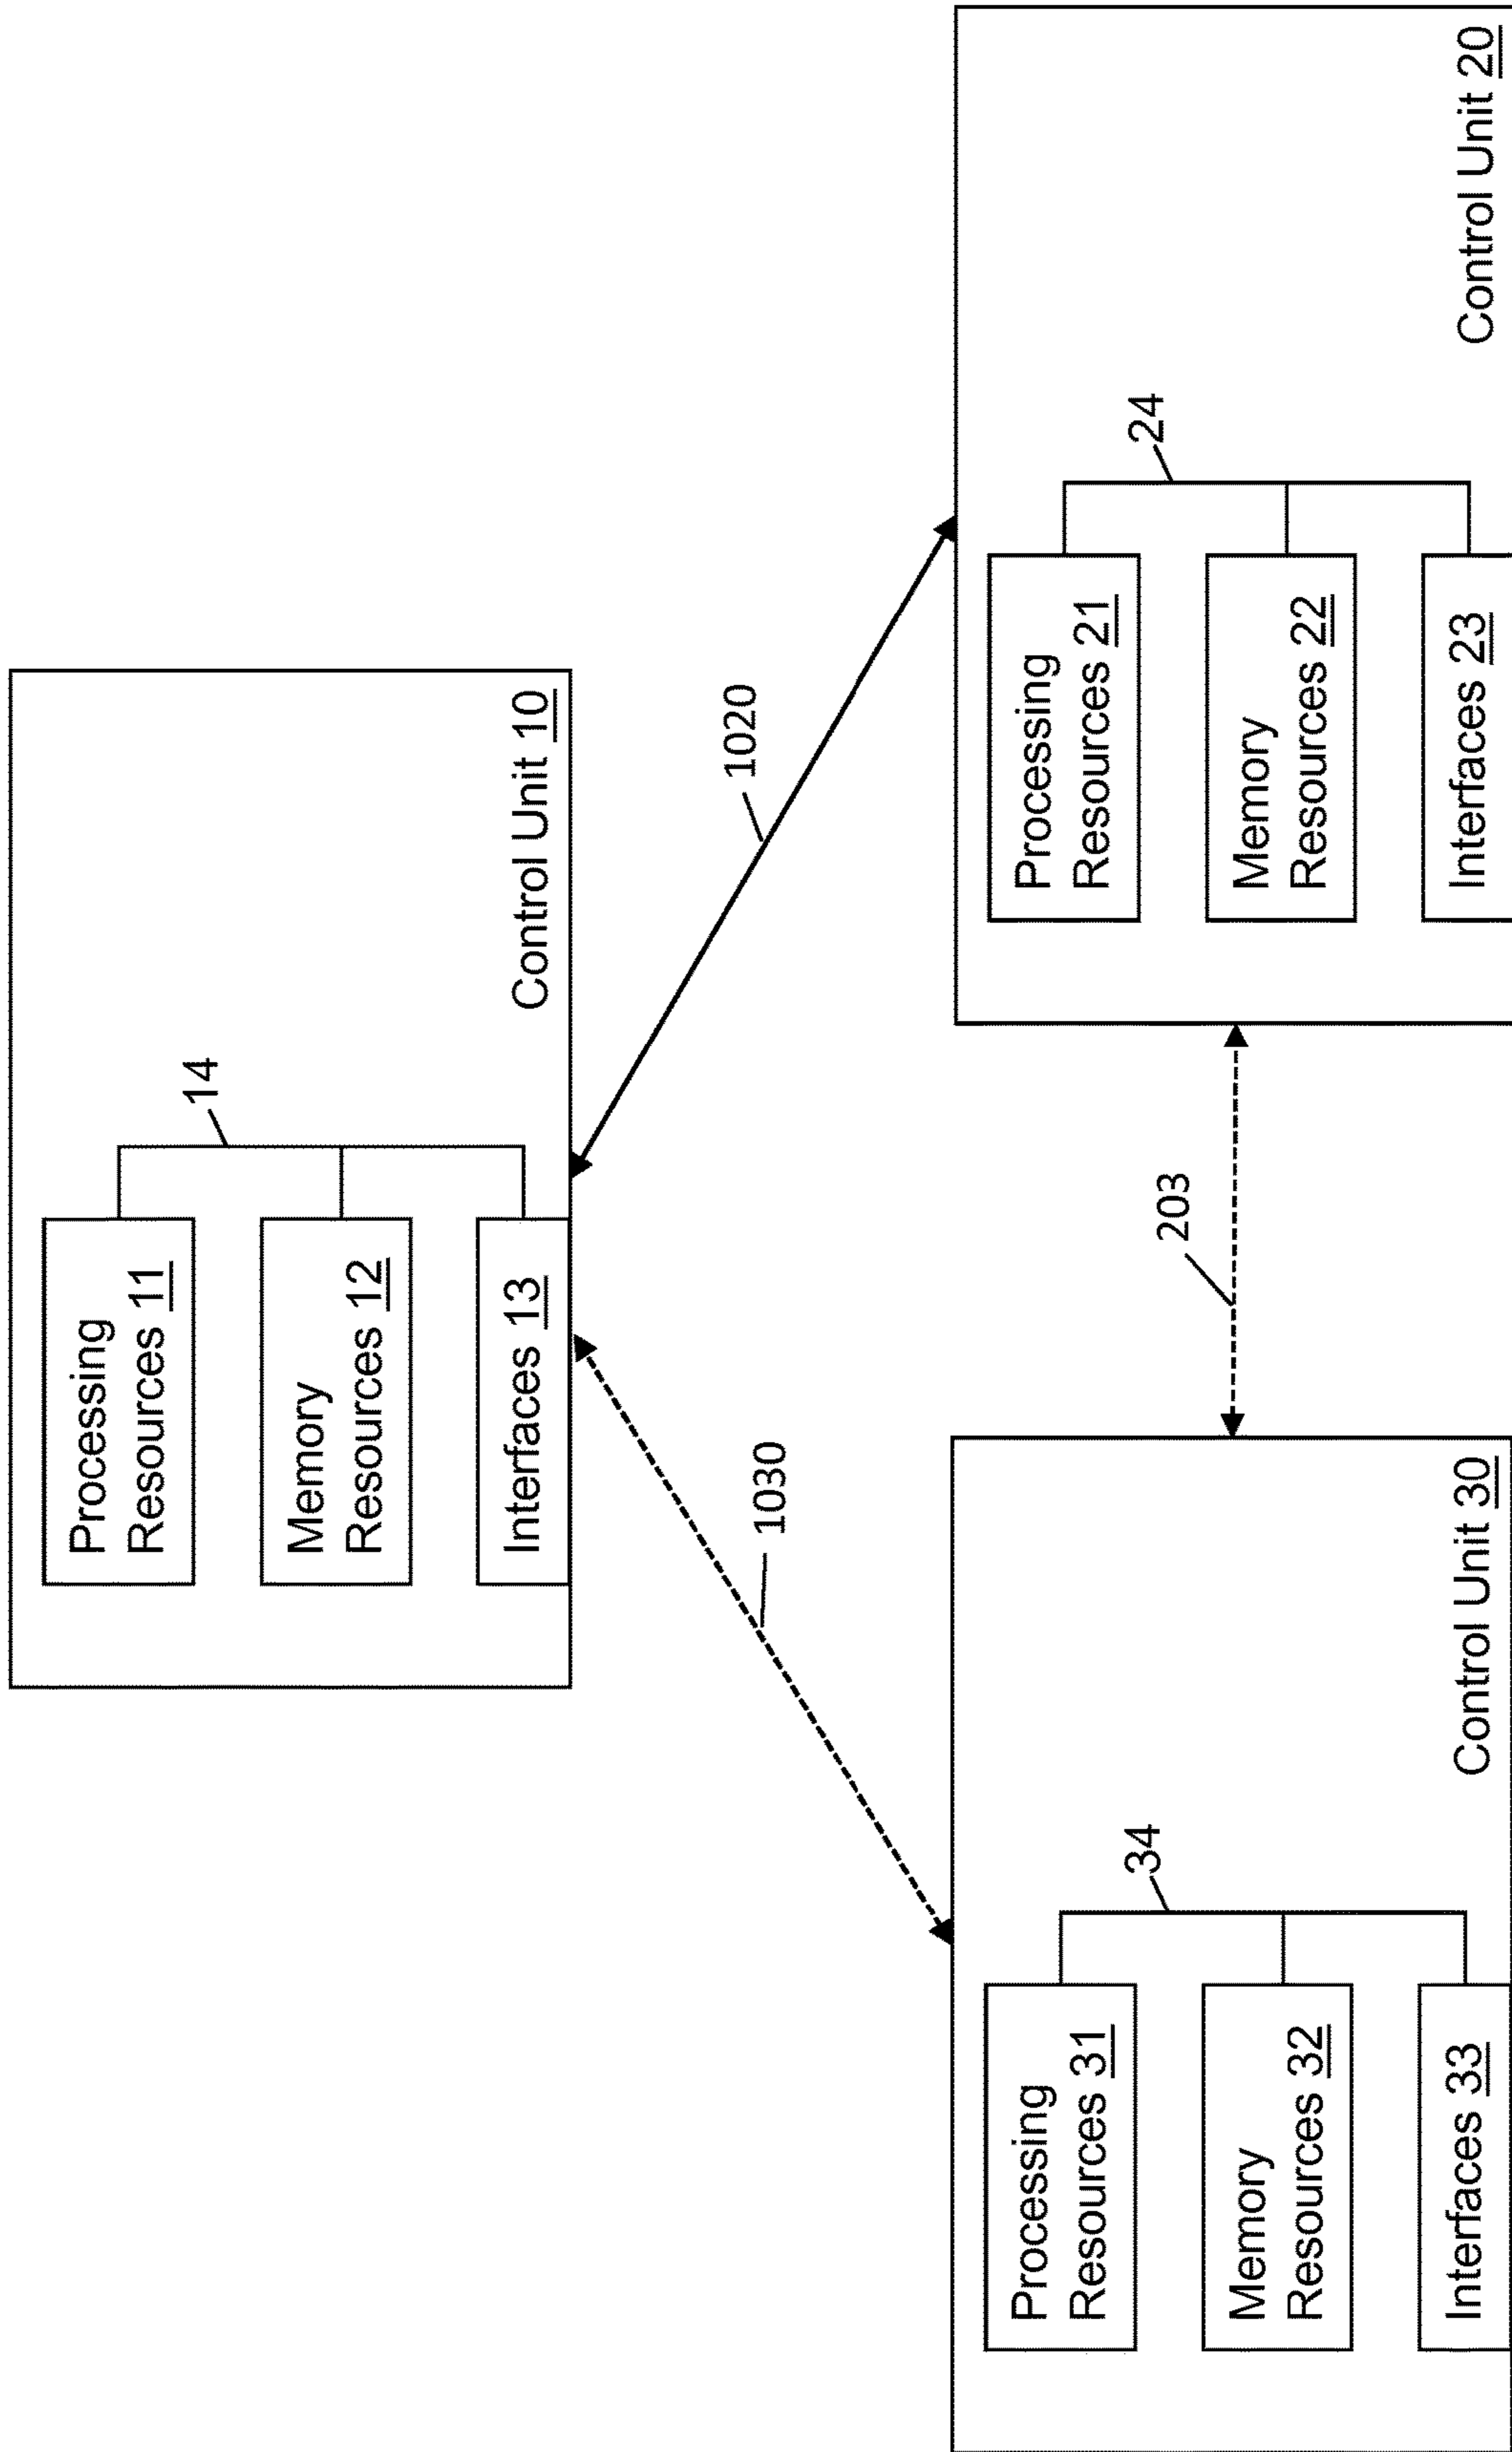 Processing
Resources 11
Memory
Resources 12
Interfaces 13
14
Control Unit 10
1030
1020
Processing
Resources 31
Memory
Resources 32
Interfaces 33
34
Control Unit 30
203
Processing
Resources 21
Memory
Resources 22
Interfaces 23
24
Control Unit 20